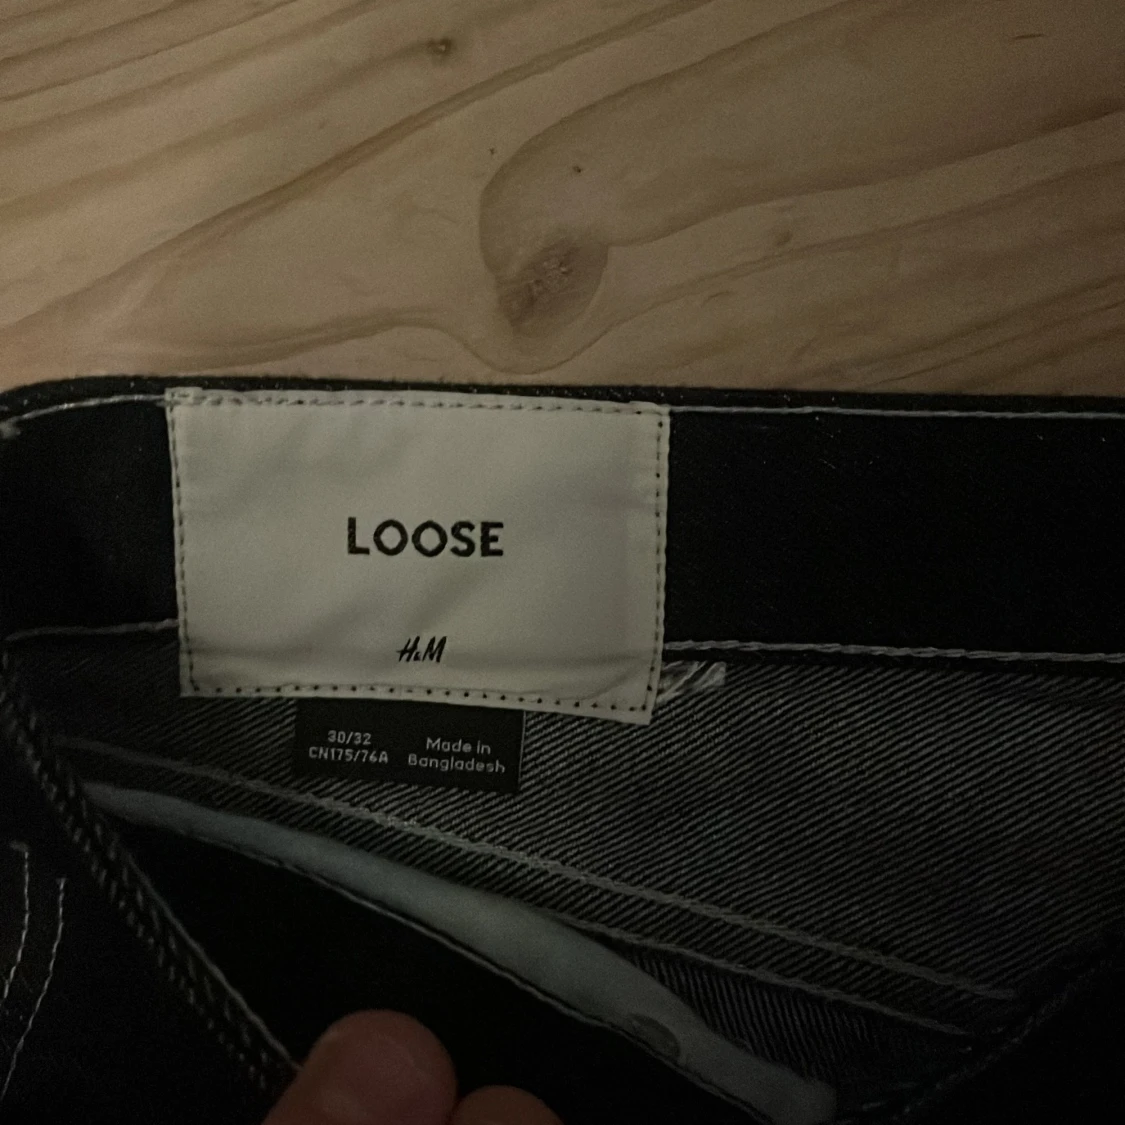 LOOSE
H&M
30/32
CN175/76A
Made in
Bangladesh